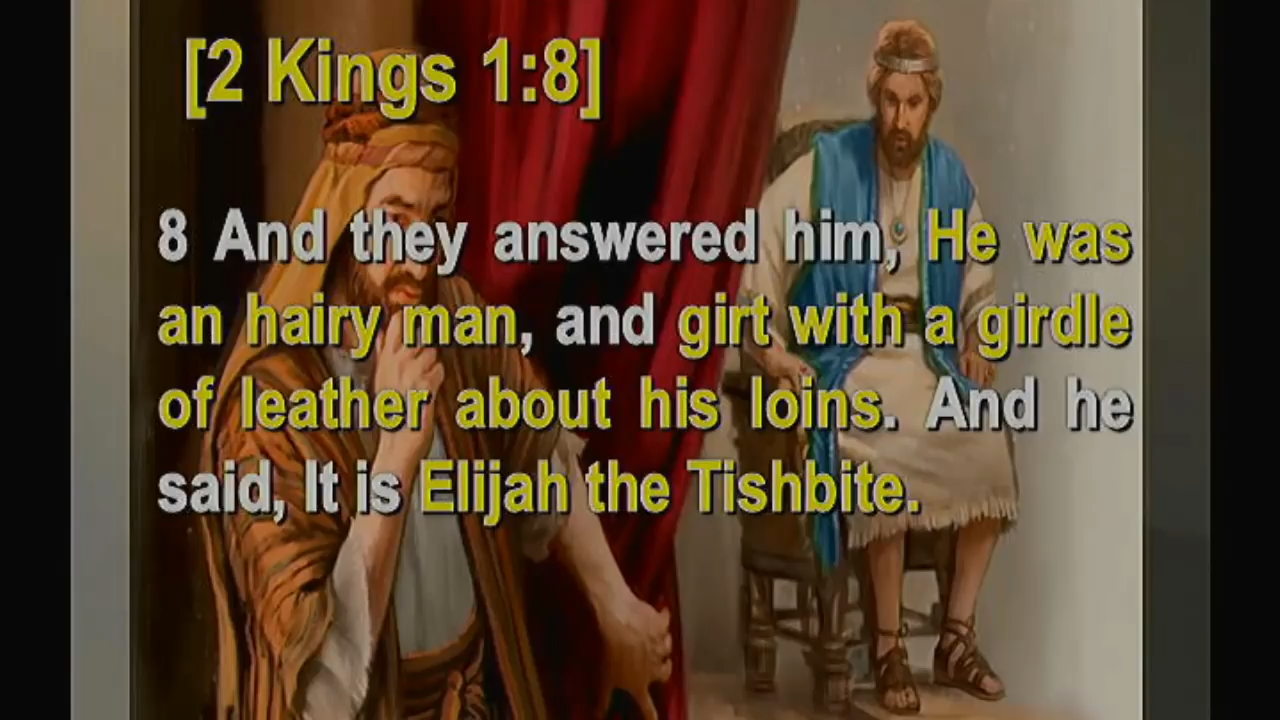 [2 Kings 1:8]
8 And they answered him, He was
an hairy man, and girt with a girdle
of leather about his loins. And he
said, It is Elijah the Tishbite.